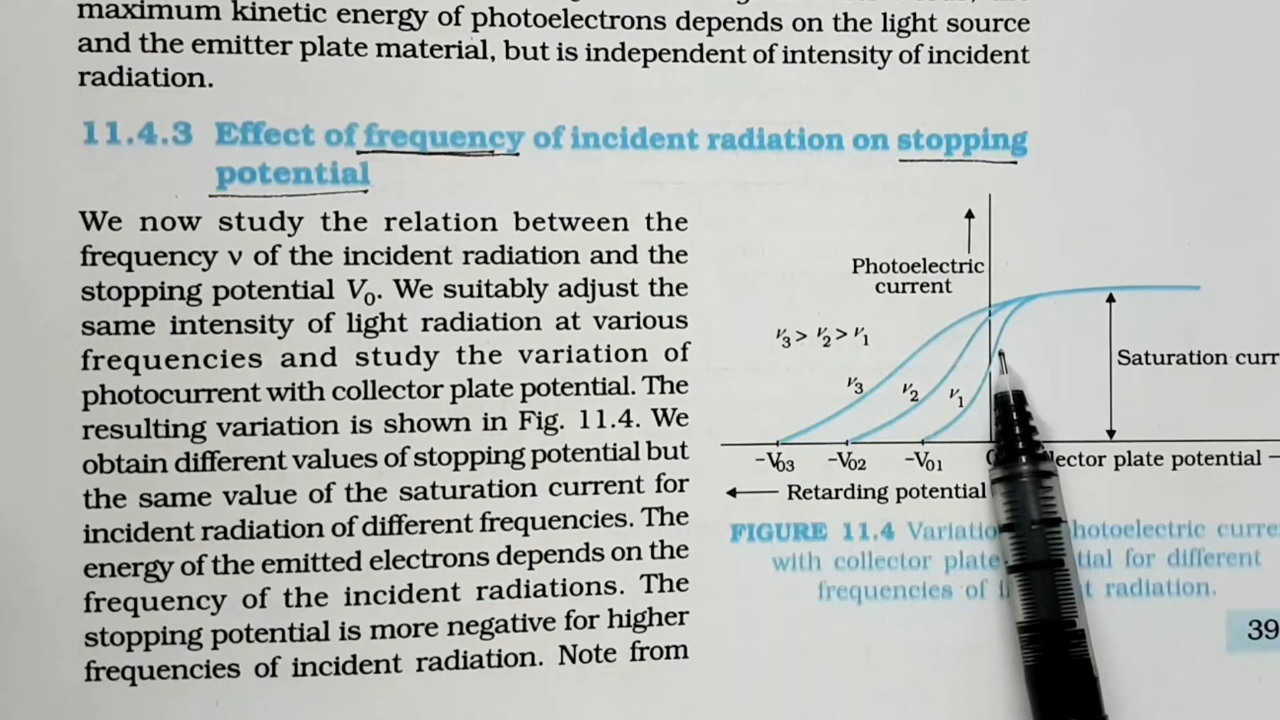 maximum kinetic energy of photoelectrons depends on the light source
and the emitter plate material, but is independent of intensity of incident
radiation.
11.4.3 Effect of frequency of incident radiation on stopping
potential
We now study the relation between the
frequency ν of the incident radiation and the
stopping potential V₀. We suitably adjust the
same intensity of light radiation at various
frequencies and study the variation of
photocurrent with collector plate potential. The
resulting variation is shown in Fig. 11.4. We
obtain different values of stopping potential but
the same value of the saturation current for
incident radiation of different frequencies. The
energy of the emitted electrons depends on the
frequency of the incident radiations. The
stopping potential is more negative for higher
frequencies of incident radiation. Note from
Photoelectric
current
ν₃ > ν₂ > ν₁
ν₃ ν₂ ν₁
Saturation curr
-V₀₃ -V₀₂ -V₀₁ lector plate potential
Retarding potential
FIGURE 11.4 Variatio hotoelectric curre
with collector plate tial for different
frequencies of t radiation.
39